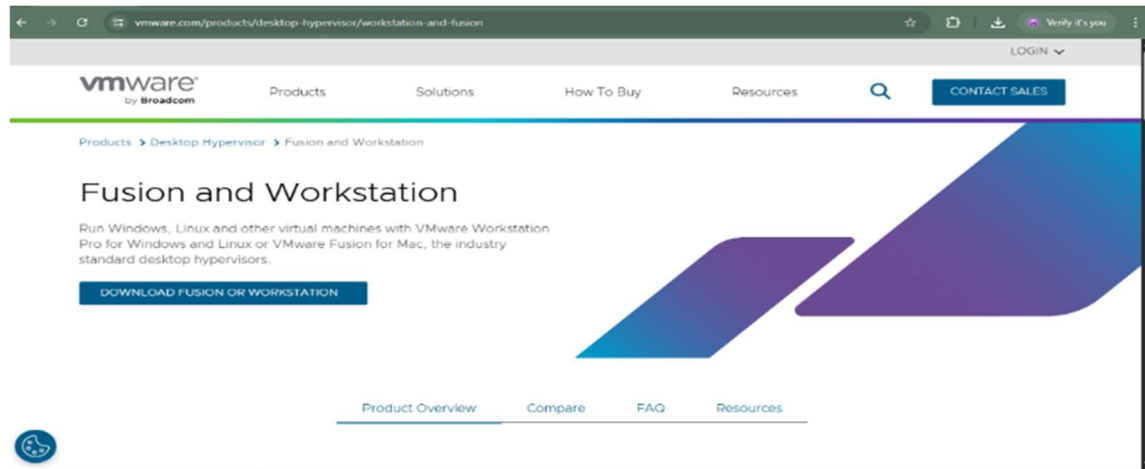 vmware.com/products/desktop-hypervisor/workstation-and-fusion
Verify it's you
LOGIN
vmware®
by Broadcom
Products
Solutions
How To Buy
Resources
CONTACT SALES
Products > Desktop Hypervisor > Fusion and Workstation
Fusion and Workstation
Run Windows, Linux and other virtual machines with VMware Workstation
Pro for Windows and Linux or VMware Fusion for Mac, the industry
standard desktop hypervisors.
DOWNLOAD FUSION OR WORKSTATION
Product Overview
Compare
FAQ
Resources